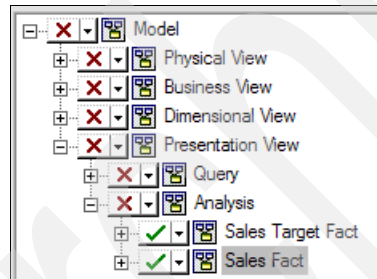 Model
Physical View
Business View
Dimensional View
Presentation View
Query
Analysis
Sales Target Fact
Sales Fact